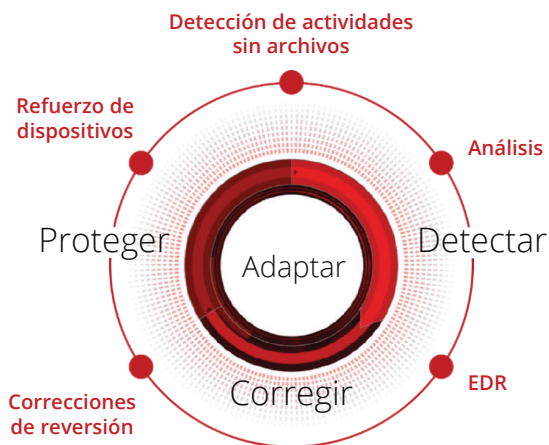 Detección de actividades
sin archivos
Refuerzo de
dispositivos
Análisis
Proteger
Detectar
Adaptar
Corregir
EDR
Correcciones
de reversión